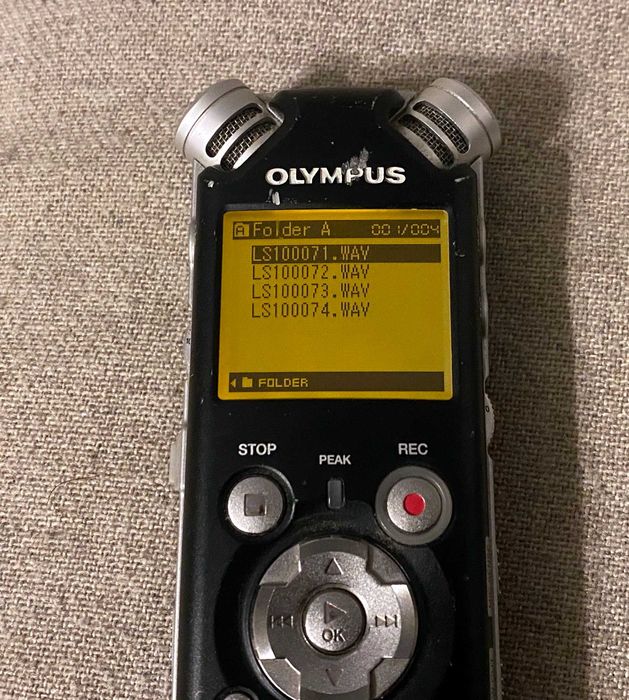 OLYMPUS
A Folder A 001/004
LS100071.WAV
LS100072.WAV
LS100073.WAV
LS100074.WAV
FOLDER
STOP PEAK REC
OK